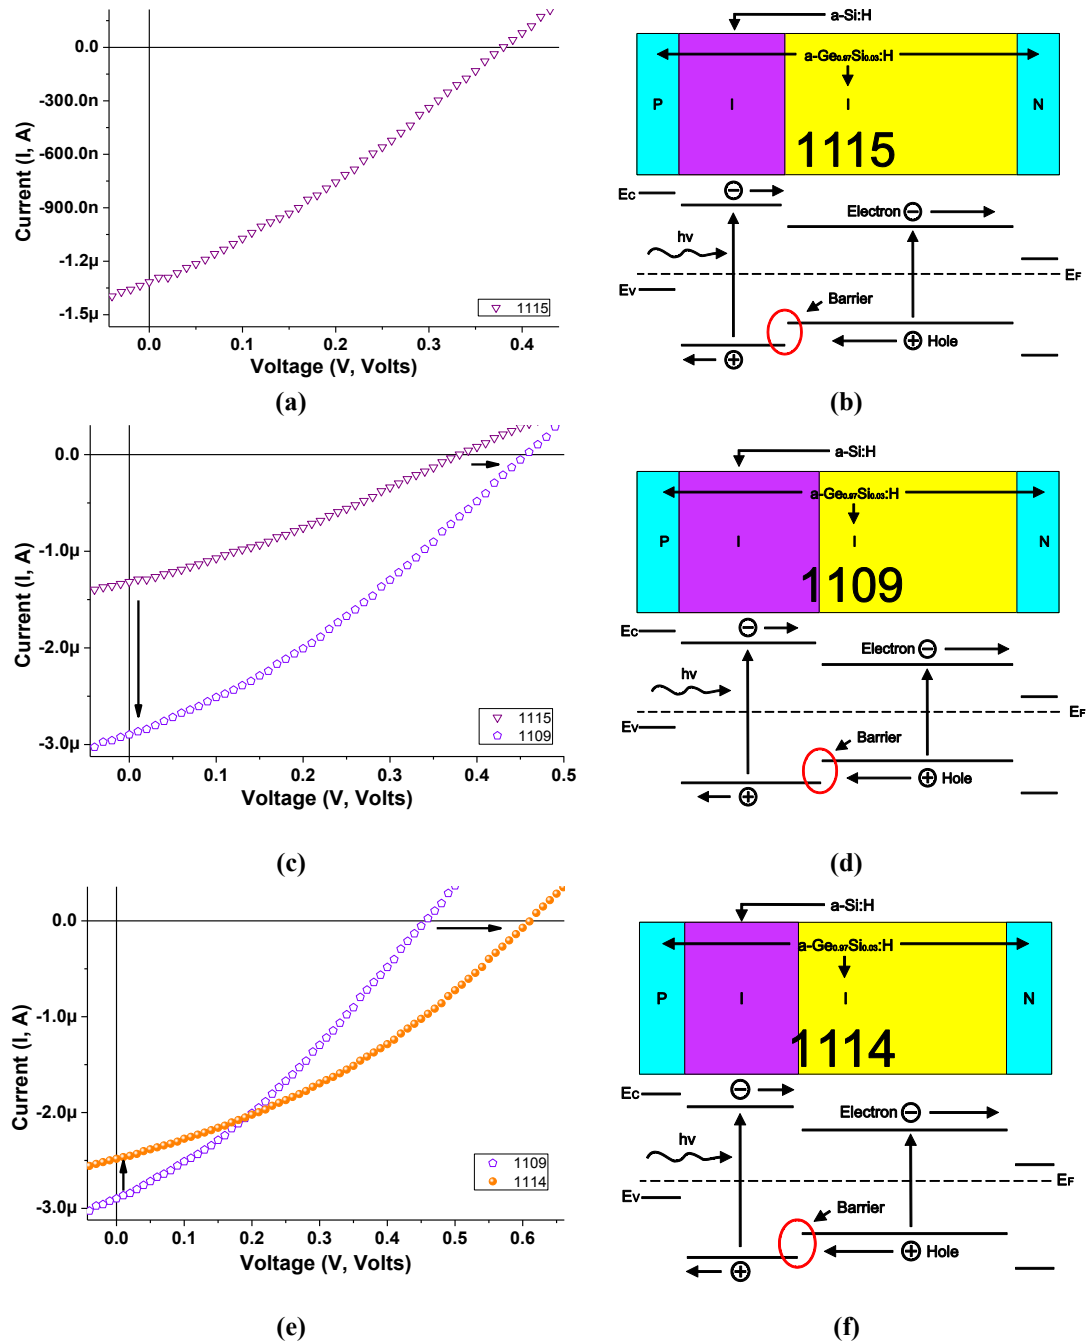 0.0
-300.0n
-600.0n
-900.0n
-1.2µ
-1.5µ
Current (I, A)
1115
0.0 0.1 0.2 0.3 0.4
Voltage (V, Volts)
(a)
a-Si:H
a-Ge0.97Si0.03:H
P I I N
1115
Ec
Electron
hv
EF
Ev
Barrier
Hole
(b)
0.0
-1.0µ
-2.0µ
-3.0µ
Current (I, A)
1115
1109
0.0 0.1 0.2 0.3 0.4 0.5
Voltage (V, Volts)
(c)
a-Si:H
a-Ge0.97Si0.03:H
P I I N
1109
Ec
Electron
hv
EF
Ev
Barrier
Hole
(d)
0.0
-1.0µ
-2.0µ
-3.0µ
Current (I, A)
1109
1114
0.0 0.1 0.2 0.3 0.4 0.5 0.6
Voltage (V, Volts)
(e)
a-Si:H
a-Ge0.97Si0.03:H
P I I N
1114
Ec
Electron
hv
EF
Ev
Barrier
Hole
(f)